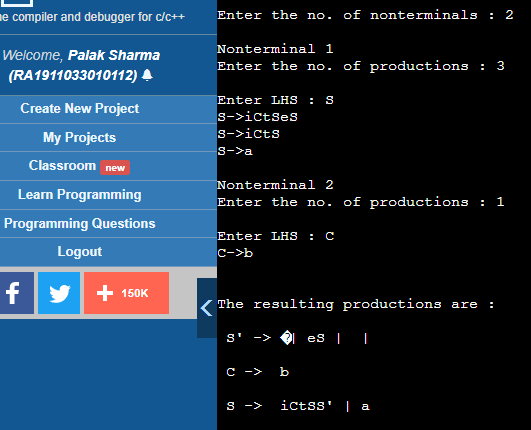 ne compiler and debugger for c/c++
Welcome, Palak Sharma
(RA1911033010112)
Create New Project
My Projects
Classroom new
Learn Programming
Programming Questions
Logout
150K
Enter the no. of nonterminals : 2
Nonterminal 1
Enter the no. of productions : 3
Enter LHS : S
S->iCtSeS
S->iCtS
S->a
Nonterminal 2
Enter the no. of productions : 1
Enter LHS : C
C->b
The resulting productions are :
S' -> �| eS |  |
C ->  b
S ->  iCtSS' | a